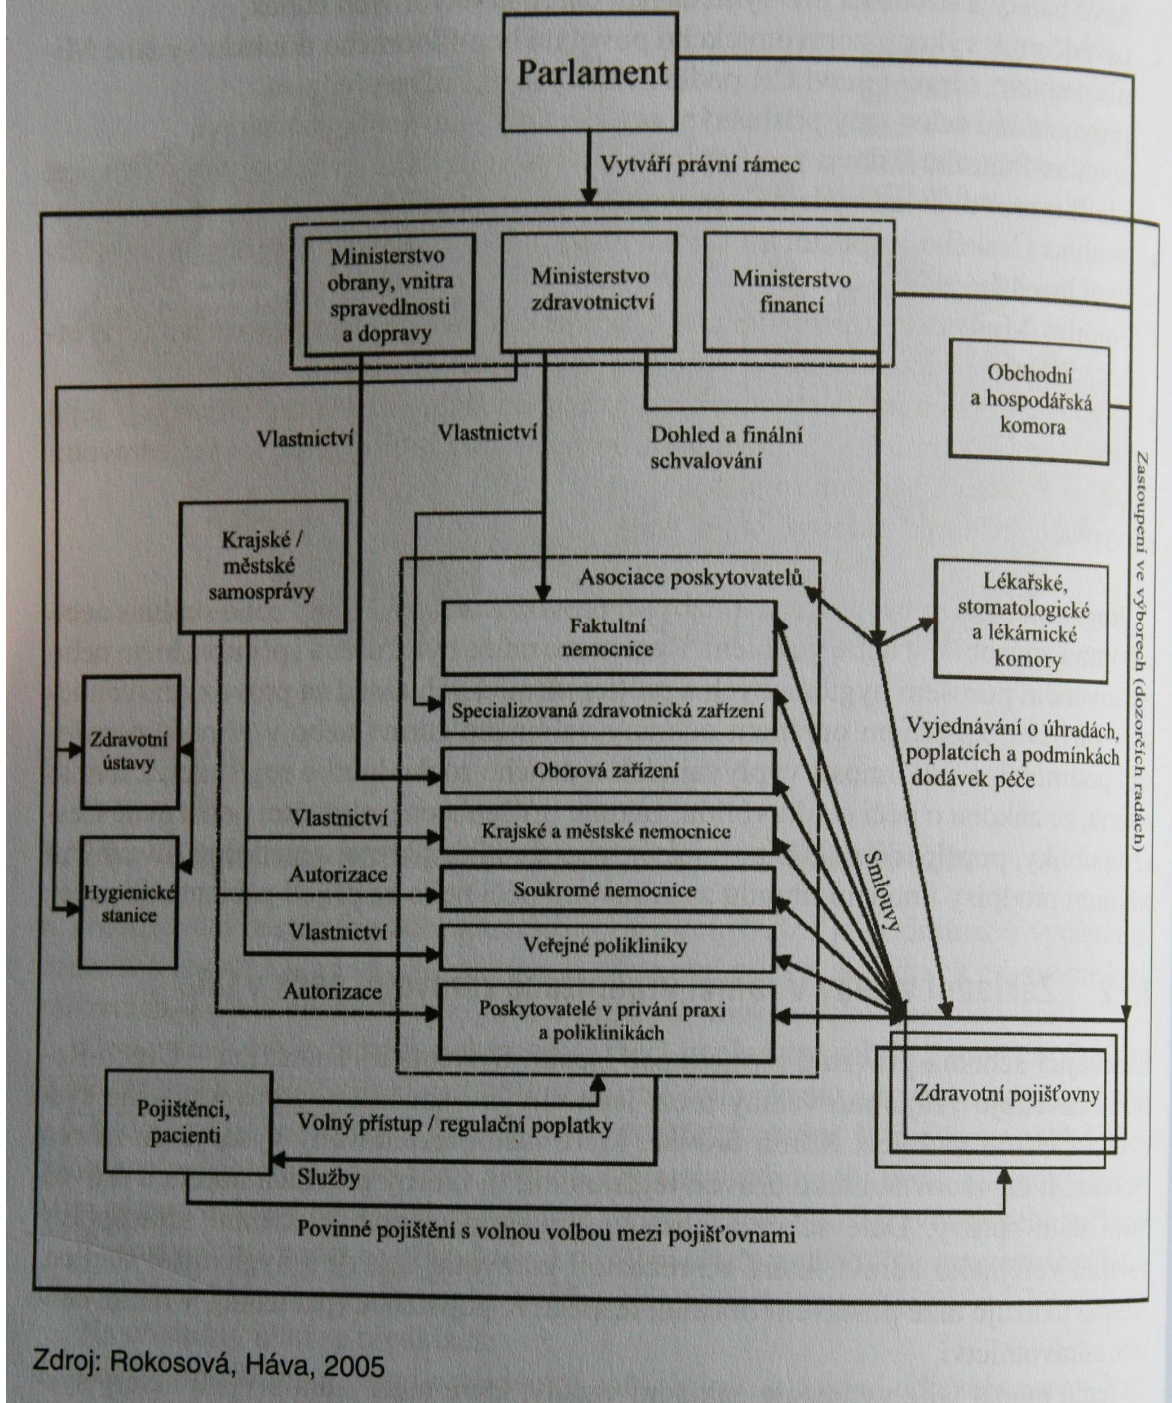 Parlament
Vytváří právní rámec
Ministerstvo
obrany, vnitra
spravedlnosti
a dopravy
Ministerstvo
zdravotnictví
Ministerstvo
financí
Obchodní
a hospodářská
komora
Vlastnictví
Vlastnictví
Dohled a finální
schvalování
Zastoupení ve výborech (dozorčích radách)
Krajské /
městské
samosprávy
Asociace poskytovatelů
Lékařské,
stomatologické
a lékárnické
komory
Faktultní
nemocnice
Specializovaná zdravotnická zařízení
Zdravotní
ústavy
Vyjednávání o úhradách,
poplatcích a podmínkách
dodávek péče
Oborová zařízení
Vlastnictví
Krajské a městské nemocnice
Smlouvy
Autorizace
Soukromé nemocnice
Hygienické
stanice
Vlastnictví
Veřejné polikliniky
Autorizace
Poskytovatelé v privání praxi
a poliklinikách
Zdravotní pojišťovny
Pojištěnci,
pacienti
Volný přístup / regulační poplatky
Služby
Povinné pojištění s volnou volbou mezi pojišťovnami
Zdroj: Rokosová, Háva, 2005